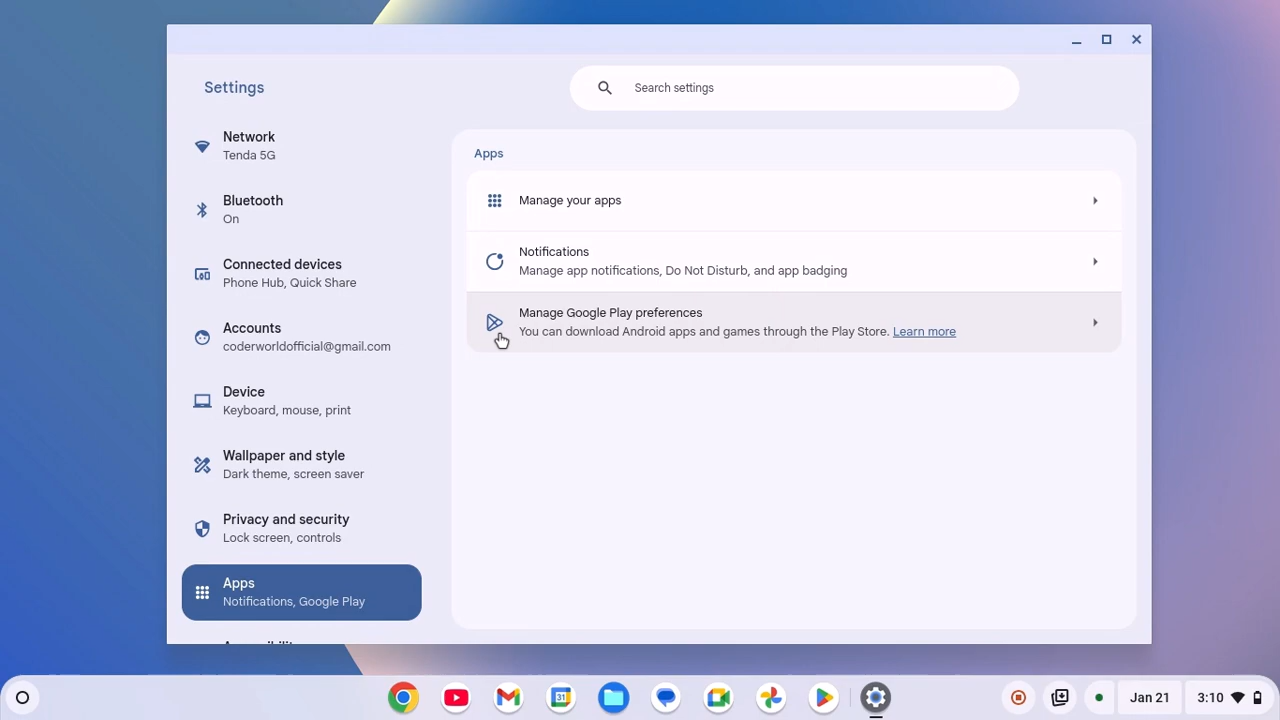 Settings
Search settings
Network
Tenda 5G
Bluetooth
On
Connected devices
Phone Hub, Quick Share
Accounts
coderworldofficial@gmail.com
Device
Keyboard, mouse, print
Wallpaper and style
Dark theme, screen saver
Privacy and security
Lock screen, controls
Apps
Notifications, Google Play
Accessibility
Apps
Manage your apps
Notifications
Manage app notifications, Do Not Disturb, and app badging
Manage Google Play preferences
You can download Android apps and games through the Play Store. Learn more
31
Jan 21
3:10